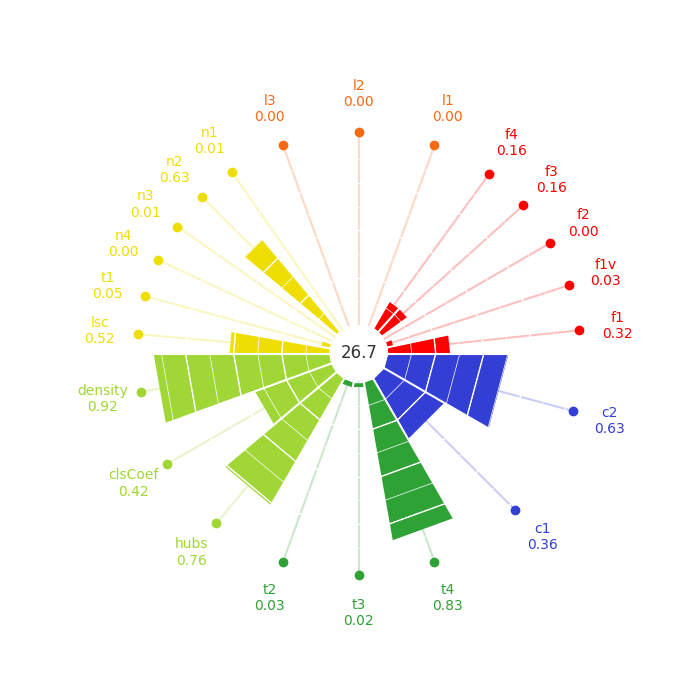 l2
0.00
l3
0.00
l1
0.00
n1
0.01
f4
0.16
n2
0.63
f3
0.16
n3
0.01
f2
0.00
n4
0.00
f1v
0.03
t1
0.05
lsc
0.52
f1
0.32
26.7
density
0.92
c2
0.63
clsCoef
0.42
c1
0.36
hubs
0.76
t2
0.03
t3
0.02
t4
0.83